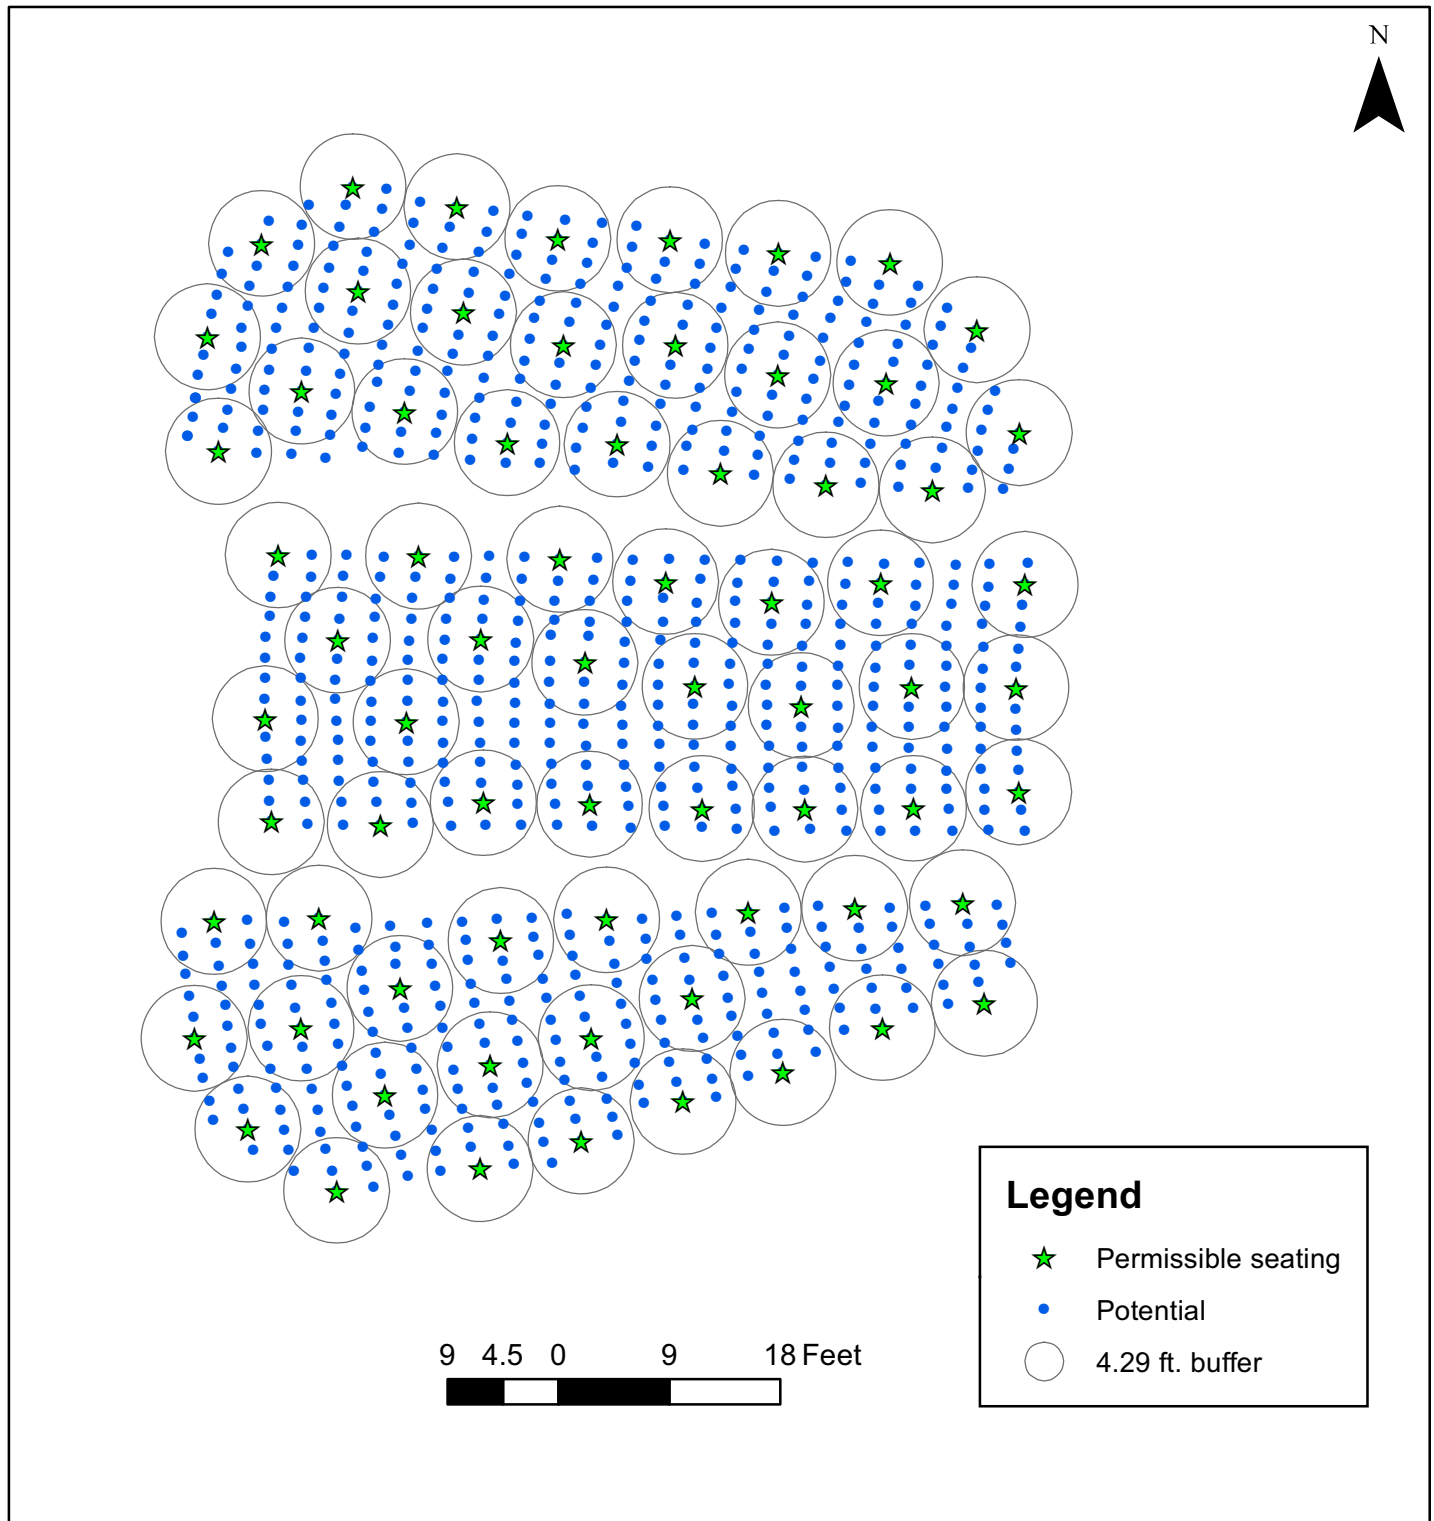 N
Legend
Permissible seating
Potential
4.29 ft. buffer
9 4.5 0 9 18 Feet